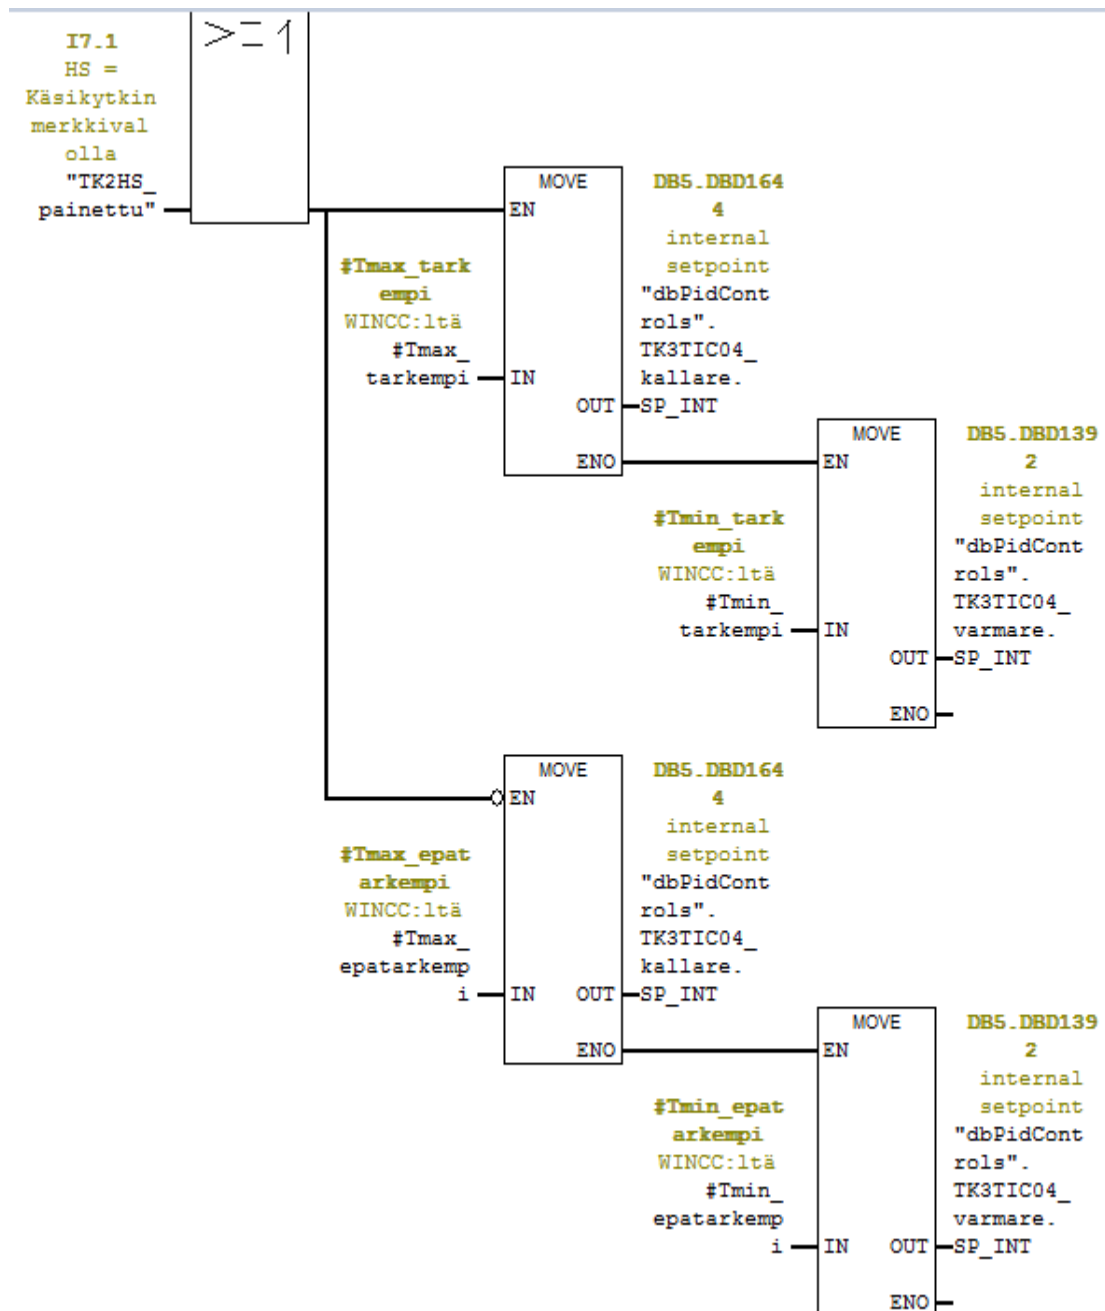 >=1
I7.1
HS =
Käsikytkin
merkkival
olla
"TK2HS_
painettu"
MOVE
EN
#Tmax_tark
empi
WINCC:ltä
#Tmax_
tarkempi
IN
OUT
ENO
DB5.DBD164
4
internal
setpoint
"dbPidCont
rols".
TK3TIC04_
kallare.
SP_INT
MOVE
EN
#Tmin_tark
empi
WINCC:ltä
#Tmin_
tarkempi
IN
OUT
ENO
DB5.DBD139
2
internal
setpoint
"dbPidCont
rols".
TK3TIC04_
varmare.
SP_INT
MOVE
EN
#Tmax_epat
arkempi
WINCC:ltä
#Tmax_
epatarkemp
i
IN
OUT
ENO
DB5.DBD164
4
internal
setpoint
"dbPidCont
rols".
TK3TIC04_
kallare.
SP_INT
MOVE
EN
#Tmin_epat
arkempi
WINCC:ltä
#Tmin_
epatarkemp
i
IN
OUT
ENO
DB5.DBD139
2
internal
setpoint
"dbPidCont
rols".
TK3TIC04_
varmare.
SP_INT